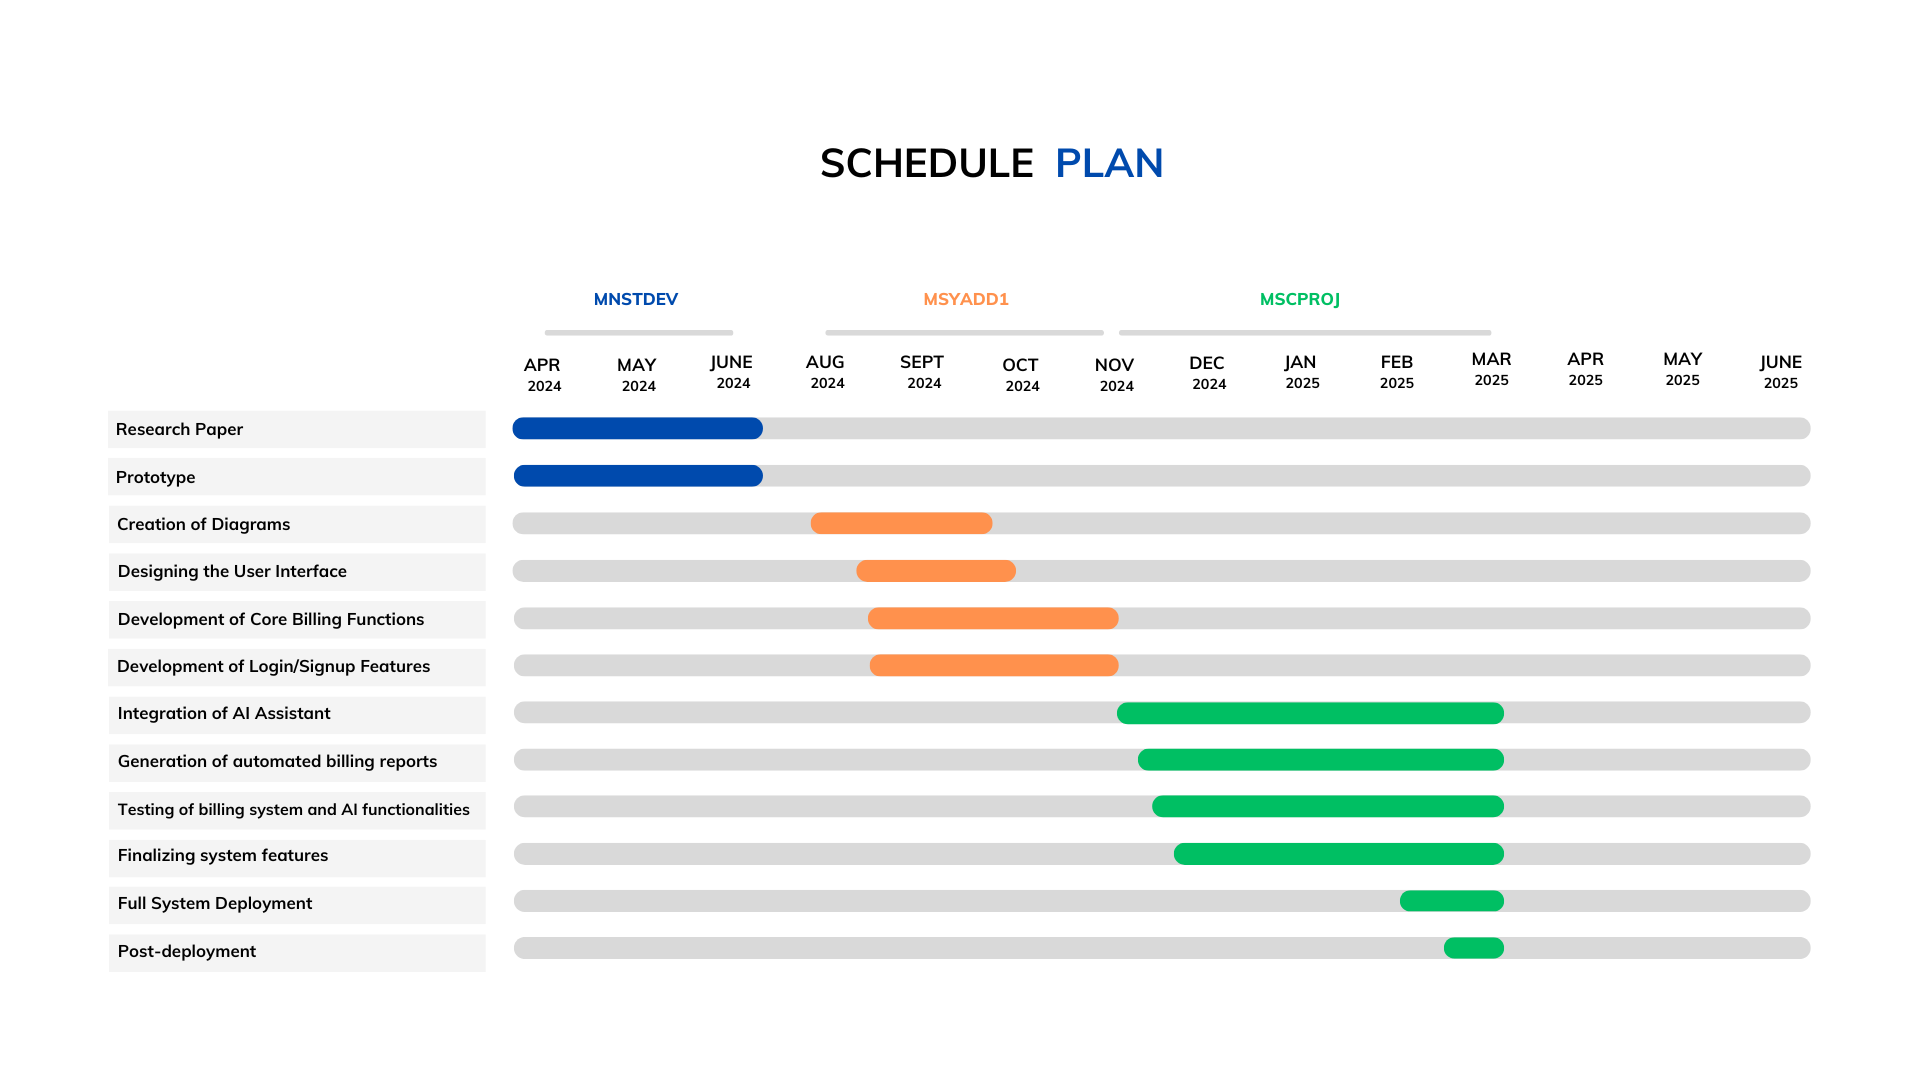 SCHEDULE PLAN
MNSTDEV MSYADD1 MSCPROJ
APR MAY JUNE AUG SEPT OCT NOV DEC JAN FEB MAR APR MAY JUNE
2024 2024 2024 2024 2024 2024 2024 2024 2025 2025 2025 2025 2025 2025
Research Paper
Prototype
Creation of Diagrams
Designing the User Interface
Development of Core Billing Functions
Development of Login/Signup Features
Integration of AI Assistant
Generation of automated billing reports
Testing of billing system and AI functionalities
Finalizing system features
Full System Deployment
Post-deployment